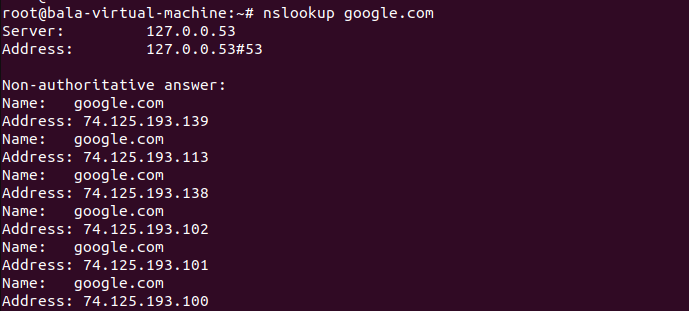 root@bala-virtual-machine:~# nslookup google.com
Server:         127.0.0.53
Address:        127.0.0.53#53

Non-authoritative answer:
Name:   google.com
Address: 74.125.193.139
Name:   google.com
Address: 74.125.193.113
Name:   google.com
Address: 74.125.193.138
Name:   google.com
Address: 74.125.193.102
Name:   google.com
Address: 74.125.193.101
Name:   google.com
Address: 74.125.193.100